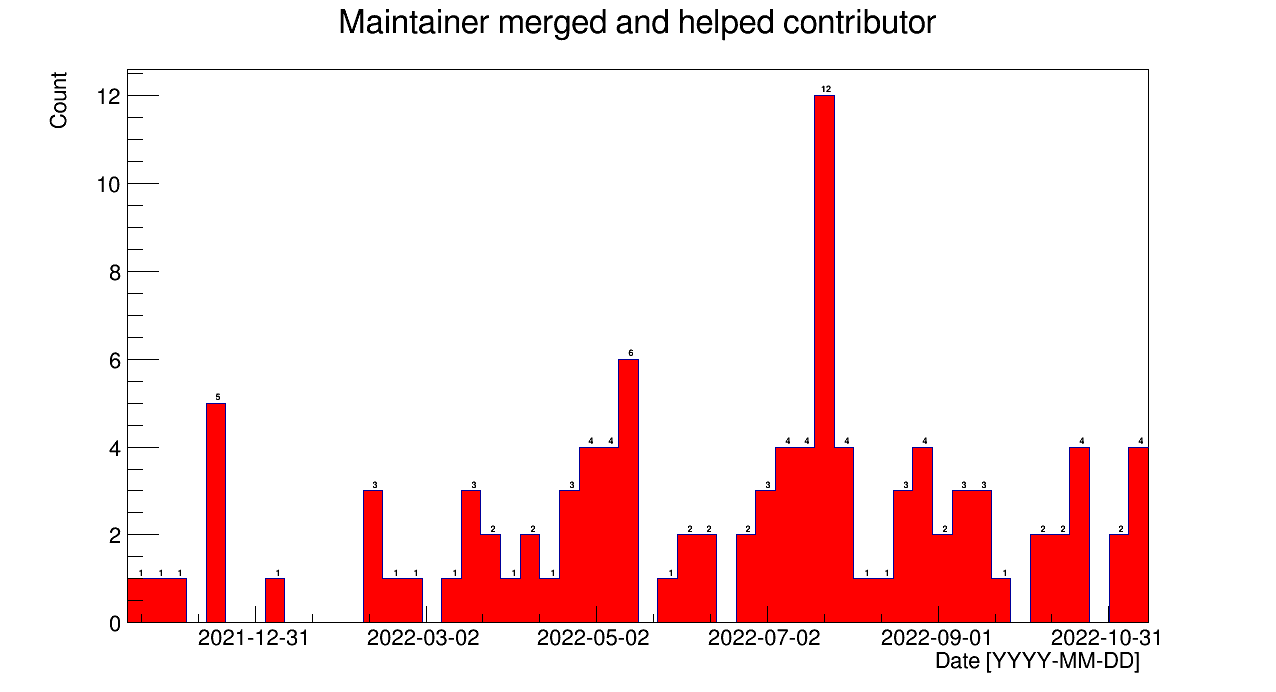 Maintainer merged and helped contributor
Count
12
10
8
6
4
2
0
1 1 1 5 1 3 1 1 1 3 2 1 2 1 3 4 4 6 1 2 2 2 3 4 4 12 4 1 1 3 4 2 3 3 1 2 2 4 2 4
2021-12-31 2022-03-02 2022-05-02 2022-07-02 2022-09-01 2022-10-31
Date [YYYY-MM-DD]